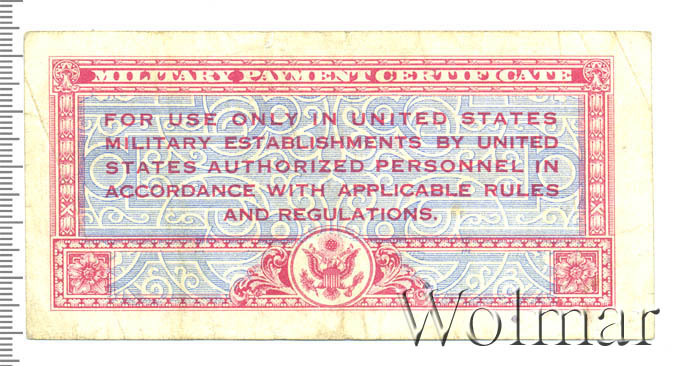 MILITARY PAYMENT CERTIFICATE
FOR USE ONLY IN UNITED STATES
MILITARY ESTABLISHMENTS BY UNITED
STATES AUTHORIZED PERSONNEL IN
ACCORDANCE WITH APPLICABLE RULES
AND REGULATIONS.
Wolmar